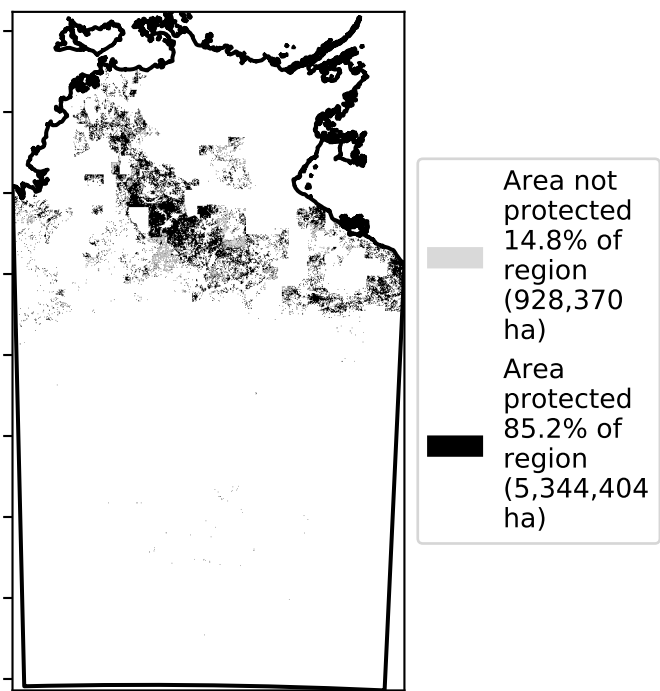 Area not
protected
14.8% of
region
(928,370
ha)
Area
protected
85.2% of
region
(5,344,404
ha)